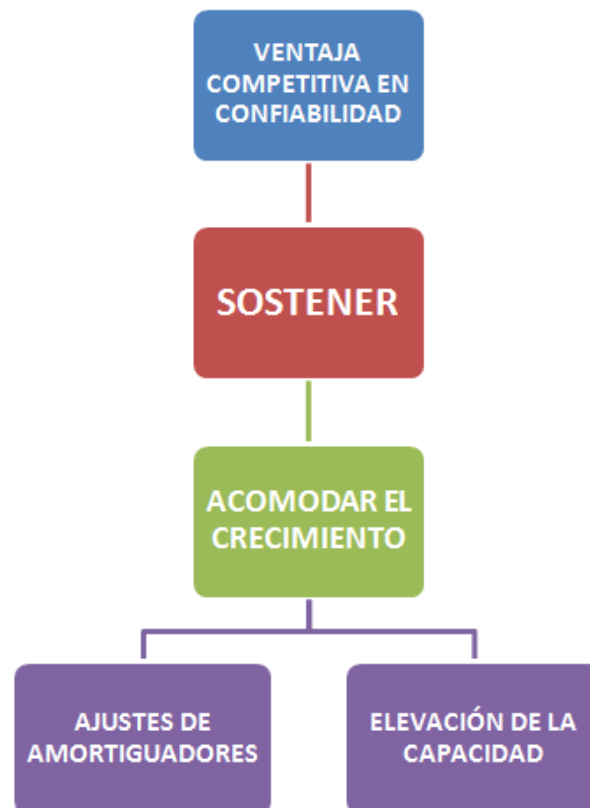 VENTAJA
COMPETITIVA EN
CONFIABILIDAD
SOSTENER
ACOMODAR EL
CRECIMIENTO
AJUSTES DE
AMORTIGUADORES
ELEVACIÓN DE LA
CAPACIDAD